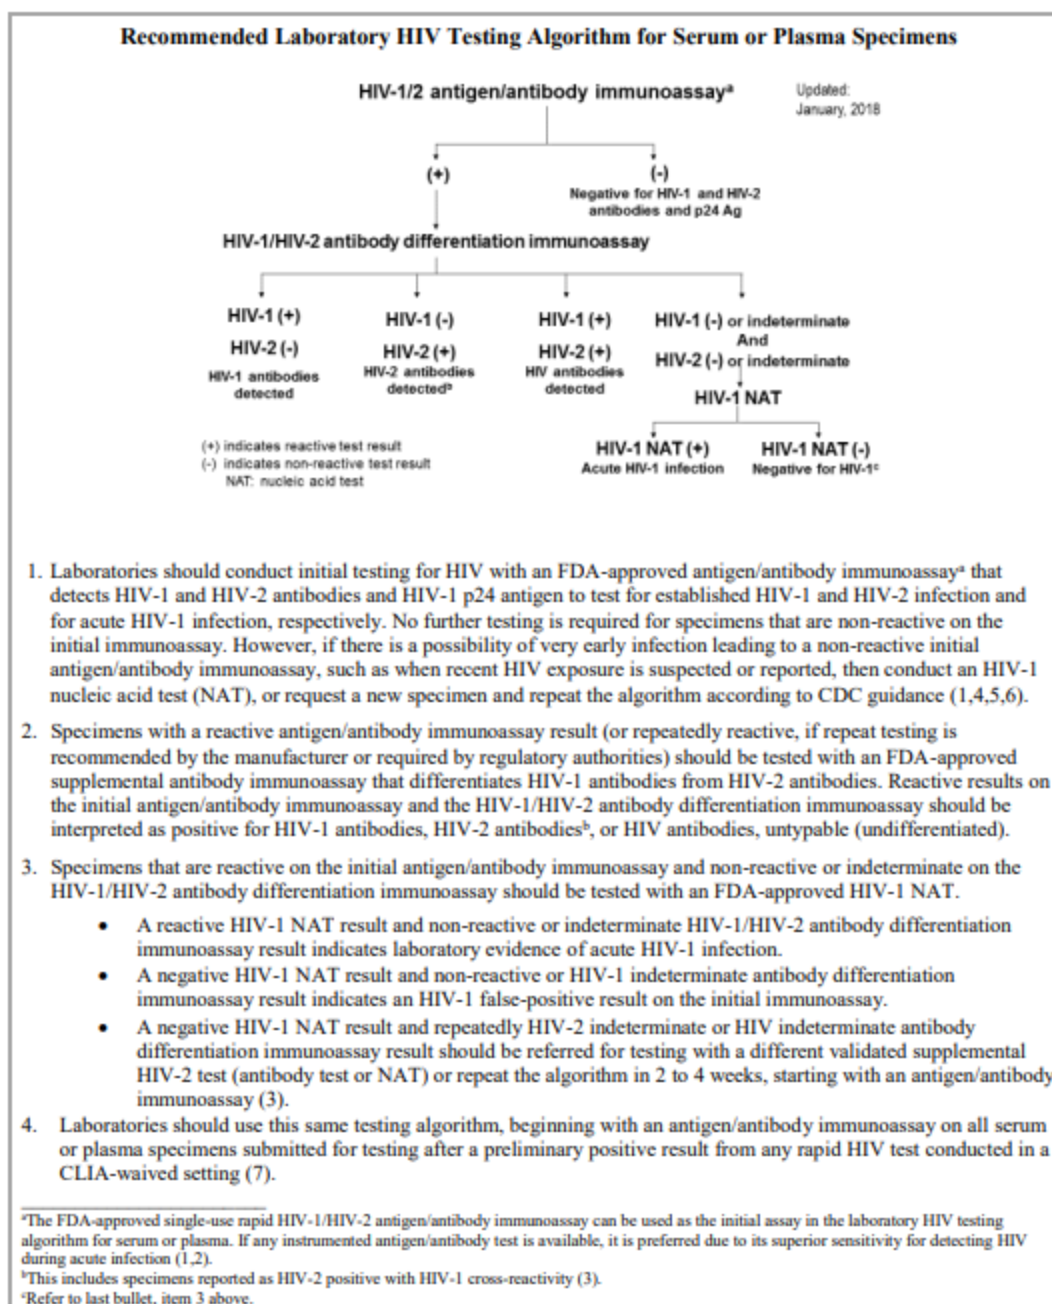 Recommended Laboratory HIV Testing Algorithm for Serum or Plasma Specimens
HIV-1/2 antigen/antibody immunoassayᵃ
Updated:
January, 2018
(+)
(-)
Negative for HIV-1 and HIV-2
antibodies and p24 Ag
HIV-1/HIV-2 antibody differentiation immunoassay
HIV-1 (+)
HIV-2 (-)
HIV-1 antibodies
detected
HIV-1 (-)
HIV-2 (+)
HIV-2 antibodies
detectedᵇ
HIV-1 (+)
HIV-2 (+)
HIV antibodies
detected
HIV-1 (-) or indeterminate
And
HIV-2 (-) or indeterminate
HIV-1 NAT
HIV-1 NAT (+)
Acute HIV-1 infection
HIV-1 NAT (-)
Negative for HIV-1ᶜ
(+) indicates reactive test result
(-) indicates non-reactive test result
NAT: nucleic acid test
1. Laboratories should conduct initial testing for HIV with an FDA-approved antigen/antibody immunoassayᵃ that
detects HIV-1 and HIV-2 antibodies and HIV-1 p24 antigen to test for established HIV-1 and HIV-2 infection and
for acute HIV-1 infection, respectively. No further testing is required for specimens that are non-reactive on the
initial immunoassay. However, if there is a possibility of very early infection leading to a non-reactive initial
antigen/antibody immunoassay, such as when recent HIV exposure is suspected or reported, then conduct an HIV-1
nucleic acid test (NAT), or request a new specimen and repeat the algorithm according to CDC guidance (1,4,5,6).
2. Specimens with a reactive antigen/antibody immunoassay result (or repeatedly reactive, if repeat testing is
recommended by the manufacturer or required by regulatory authorities) should be tested with an FDA-approved
supplemental antibody immunoassay that differentiates HIV-1 antibodies from HIV-2 antibodies. Reactive results on
the initial antigen/antibody immunoassay and the HIV-1/HIV-2 antibody differentiation immunoassay should be
interpreted as positive for HIV-1 antibodies, HIV-2 antibodiesᵇ, or HIV antibodies, untypable (undifferentiated).
3. Specimens that are reactive on the initial antigen/antibody immunoassay and non-reactive or indeterminate on the
HIV-1/HIV-2 antibody differentiation immunoassay should be tested with an FDA-approved HIV-1 NAT.
• A reactive HIV-1 NAT result and non-reactive or indeterminate HIV-1/HIV-2 antibody differentiation
immunoassay result indicates laboratory evidence of acute HIV-1 infection.
• A negative HIV-1 NAT result and non-reactive or HIV-1 indeterminate antibody differentiation
immunoassay result indicates an HIV-1 false-positive result on the initial immunoassay.
• A negative HIV-1 NAT result and repeatedly HIV-2 indeterminate or HIV indeterminate antibody
differentiation immunoassay result should be referred for testing with a different validated supplemental
HIV-2 test (antibody test or NAT) or repeat the algorithm in 2 to 4 weeks, starting with an antigen/antibody
immunoassay (3).
4. Laboratories should use this same testing algorithm, beginning with an antigen/antibody immunoassay on all serum
or plasma specimens submitted for testing after a preliminary positive result from any rapid HIV test conducted in a
CLIA-waived setting (7).
ᵃThe FDA-approved single-use rapid HIV-1/HIV-2 antigen/antibody immunoassay can be used as the initial assay in the laboratory HIV testing
algorithm for serum or plasma. If any instrumented antigen/antibody test is available, it is preferred due to its superior sensitivity for detecting HIV
during acute infection (1,2).
ᵇThis includes specimens reported as HIV-2 positive with HIV-1 cross-reactivity (3).
ᶜRefer to last bullet, item 3 above.